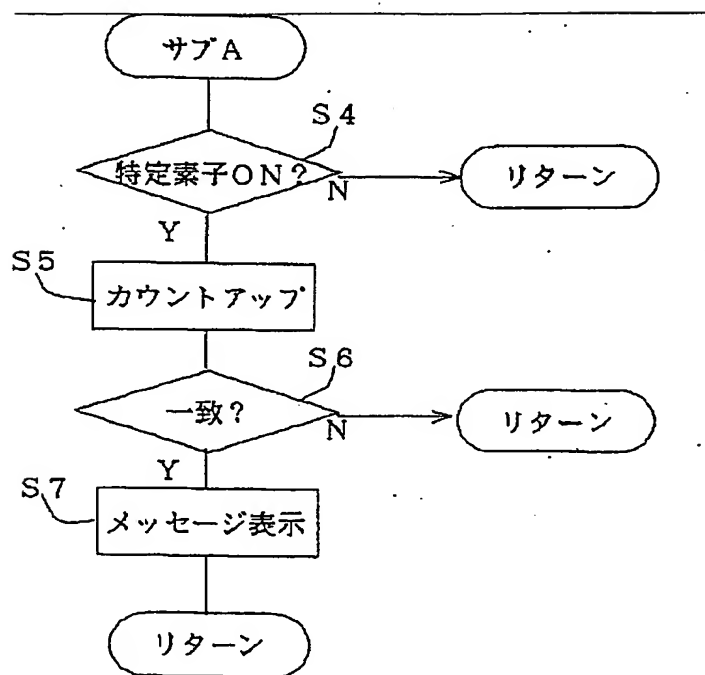 サブA
S4
特定素子ON?
N
リターン
Y
S5
カウントアップ
S6
一致?
N
リターン
Y
S7
メッセージ表示
リターン